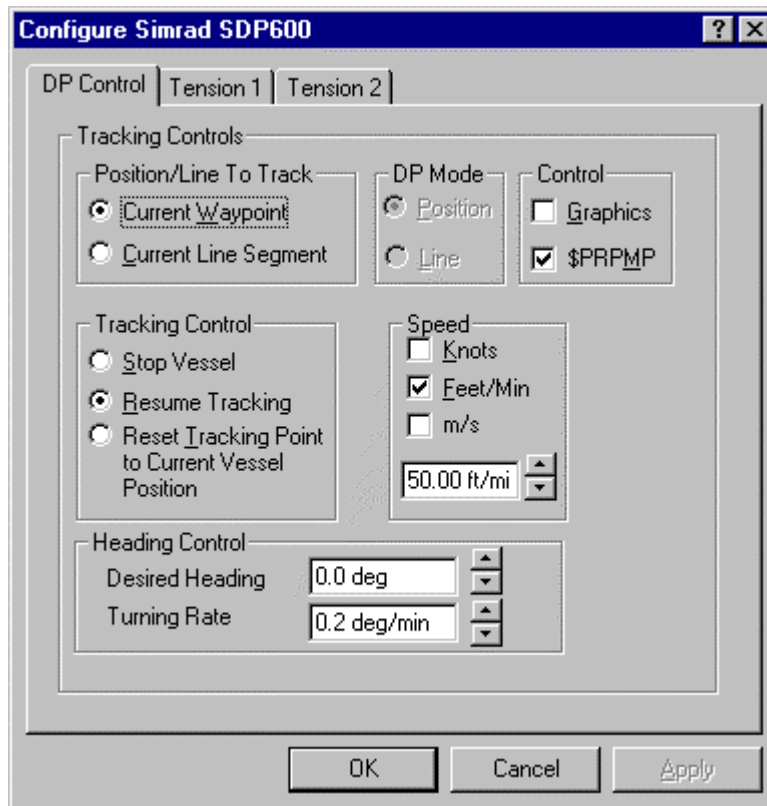 Configure Simrad SDP600
?
DP Control Tension 1 Tension 2
Tracking Controls
Position/Line To Track
Current Waypoint
Current Line Segment
DP Mode
Position
Line
Control
Graphics
$PRPMP
Tracking Control
Stop Vessel
Resume Tracking
Reset Tracking Point
to Current Vessel
Position
Speed
Knots
Feet/Min
m/s
50.00 ft/mi
Heading Control
Desired Heading 0.0 deg
Turning Rate 0.2 deg/min
OK Cancel Apply